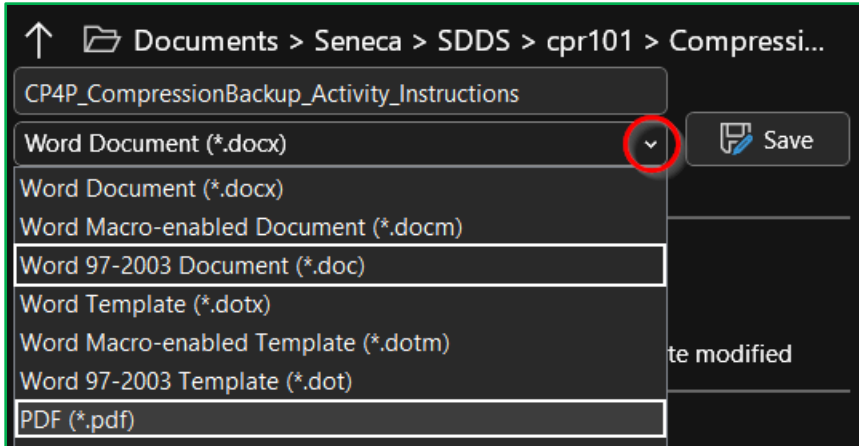 Documents > Seneca > SDDS > cpr101 > Compressi...
CP4P_CompressionBackup_Activity_Instructions
Word Document (*.docx)
Save
Word Document (*.docx)
Word Macro-enabled Document (*.docm)
Word 97-2003 Document (*.doc)
Word Template (*.dotx)
Word Macro-enabled Template (*.dotm)
te modified
Word 97-2003 Template (*.dot)
PDF (*.pdf)